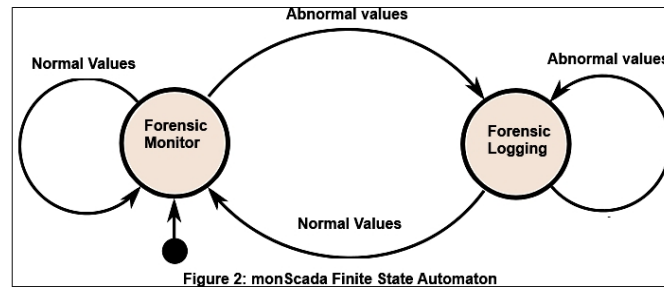 Abnormal values
Normal Values
Abnormal values
Forensic
Monitor
Forensic
Logging
Normal Values
Figure 2: monScada Finite State Automaton